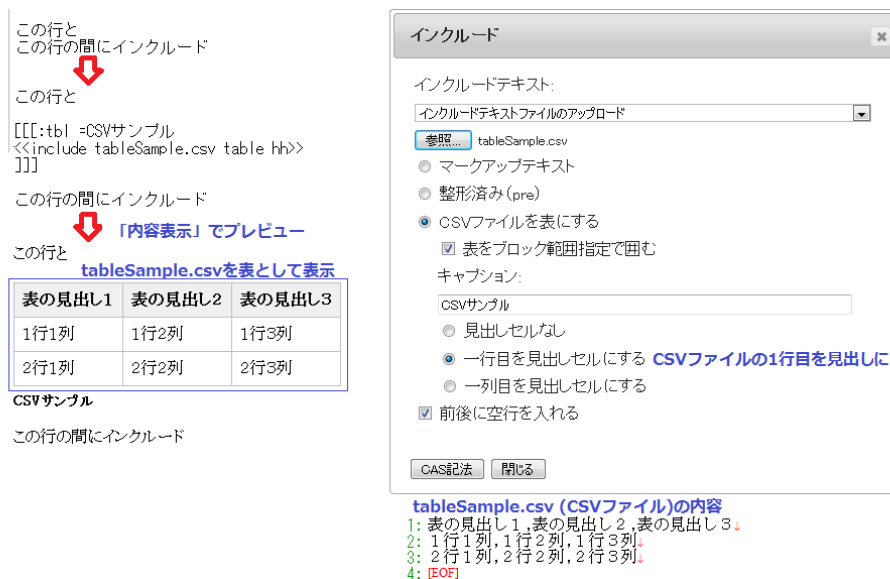 この行と
この行の間にインクルード
この行と
[[[:tbl =CSVサンプル
<<include tableSample.csv table hh>>
]]]
この行の間にインクルード
「内容表示」でプレビュー
この行と
tableSample.csvを表として表示
表の見出し1 表の見出し2 表の見出し3
1行1列 1行2列 1行3列
2行1列 2行2列 2行3列
CSVサンプル
この行の間にインクルード
インクルード
インクルードテキスト:
インクルードテキストファイルのアップロード
参照... tableSample.csv
マークアップテキスト
整形済み(pre)
CSVファイルを表にする
表をブロック範囲指定で囲む
キャプション:
CSVサンプル
見出しセルなし
一行目を見出しセルにする CSVファイルの1行目を見出しに
一列目を見出しセルにする
前後に空行を入れる
CAS記法 閉じる
tableSample.csv (CSVファイル)の内容
1: 表の見出し1,表の見出し2,表の見出し3↓
2: 1行1列,1行2列,1行3列↓
3: 2行1列,2行2列,2行3列↓
4: [EOF]